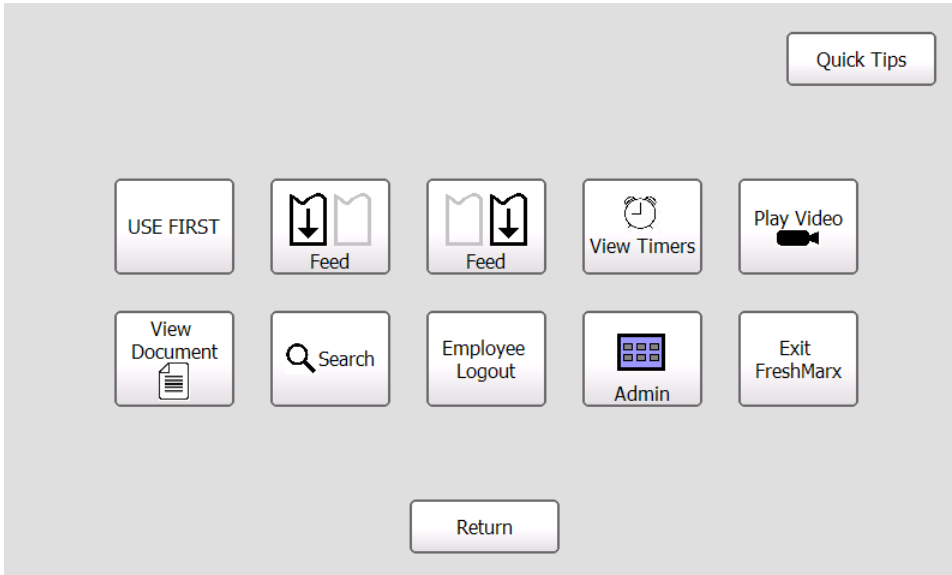 Quick Tips
USE FIRST
Feed
Feed
View Timers
Play Video
View
Document
Search
Employee
Logout
Admin
Exit
FreshMarx
Return